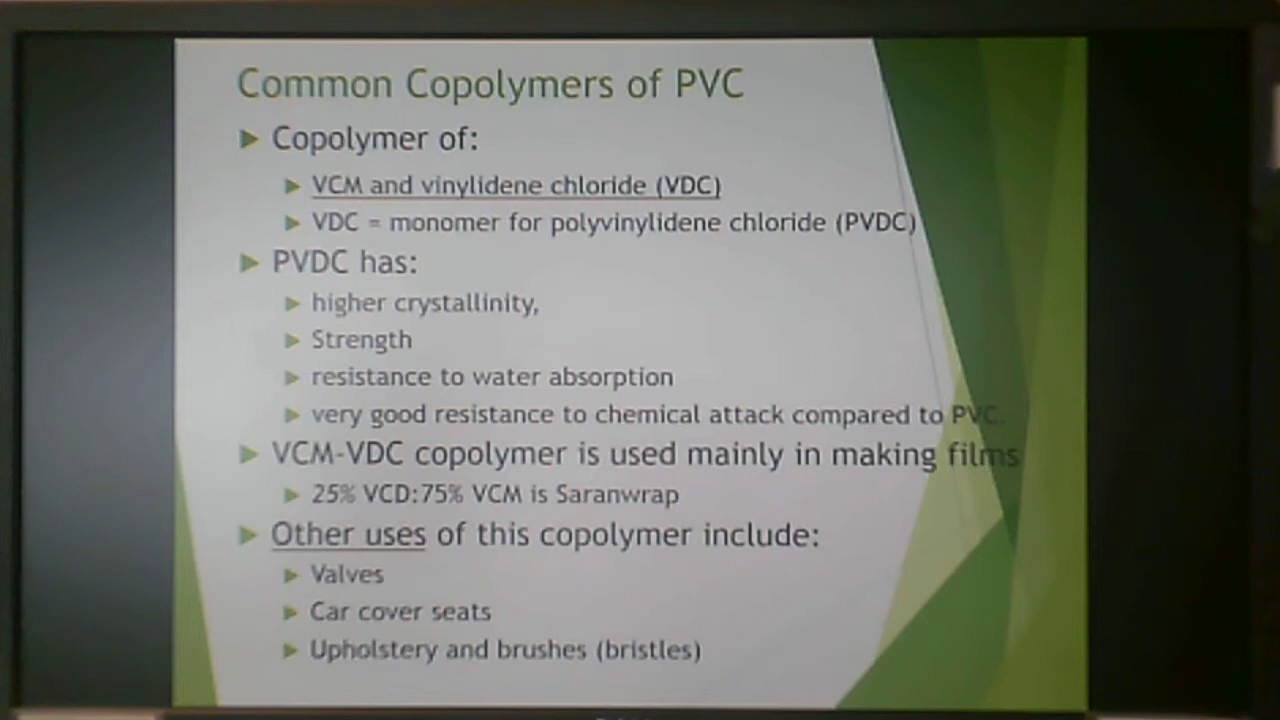 Common Copolymers of PVC
Copolymer of:
VCM and vinylidene chloride (VDC)
VDC = monomer for polyvinylidene chloride (PVDC)
PVDC has:
higher crystallinity,
Strength
resistance to water absorption
very good resistance to chemical attack compared to PVC.
VCM-VDC copolymer is used mainly in making films
25% VCD:75% VCM is Saranwrap
Other uses of this copolymer include:
Valves
Car cover seats
Upholstery and brushes (bristles)